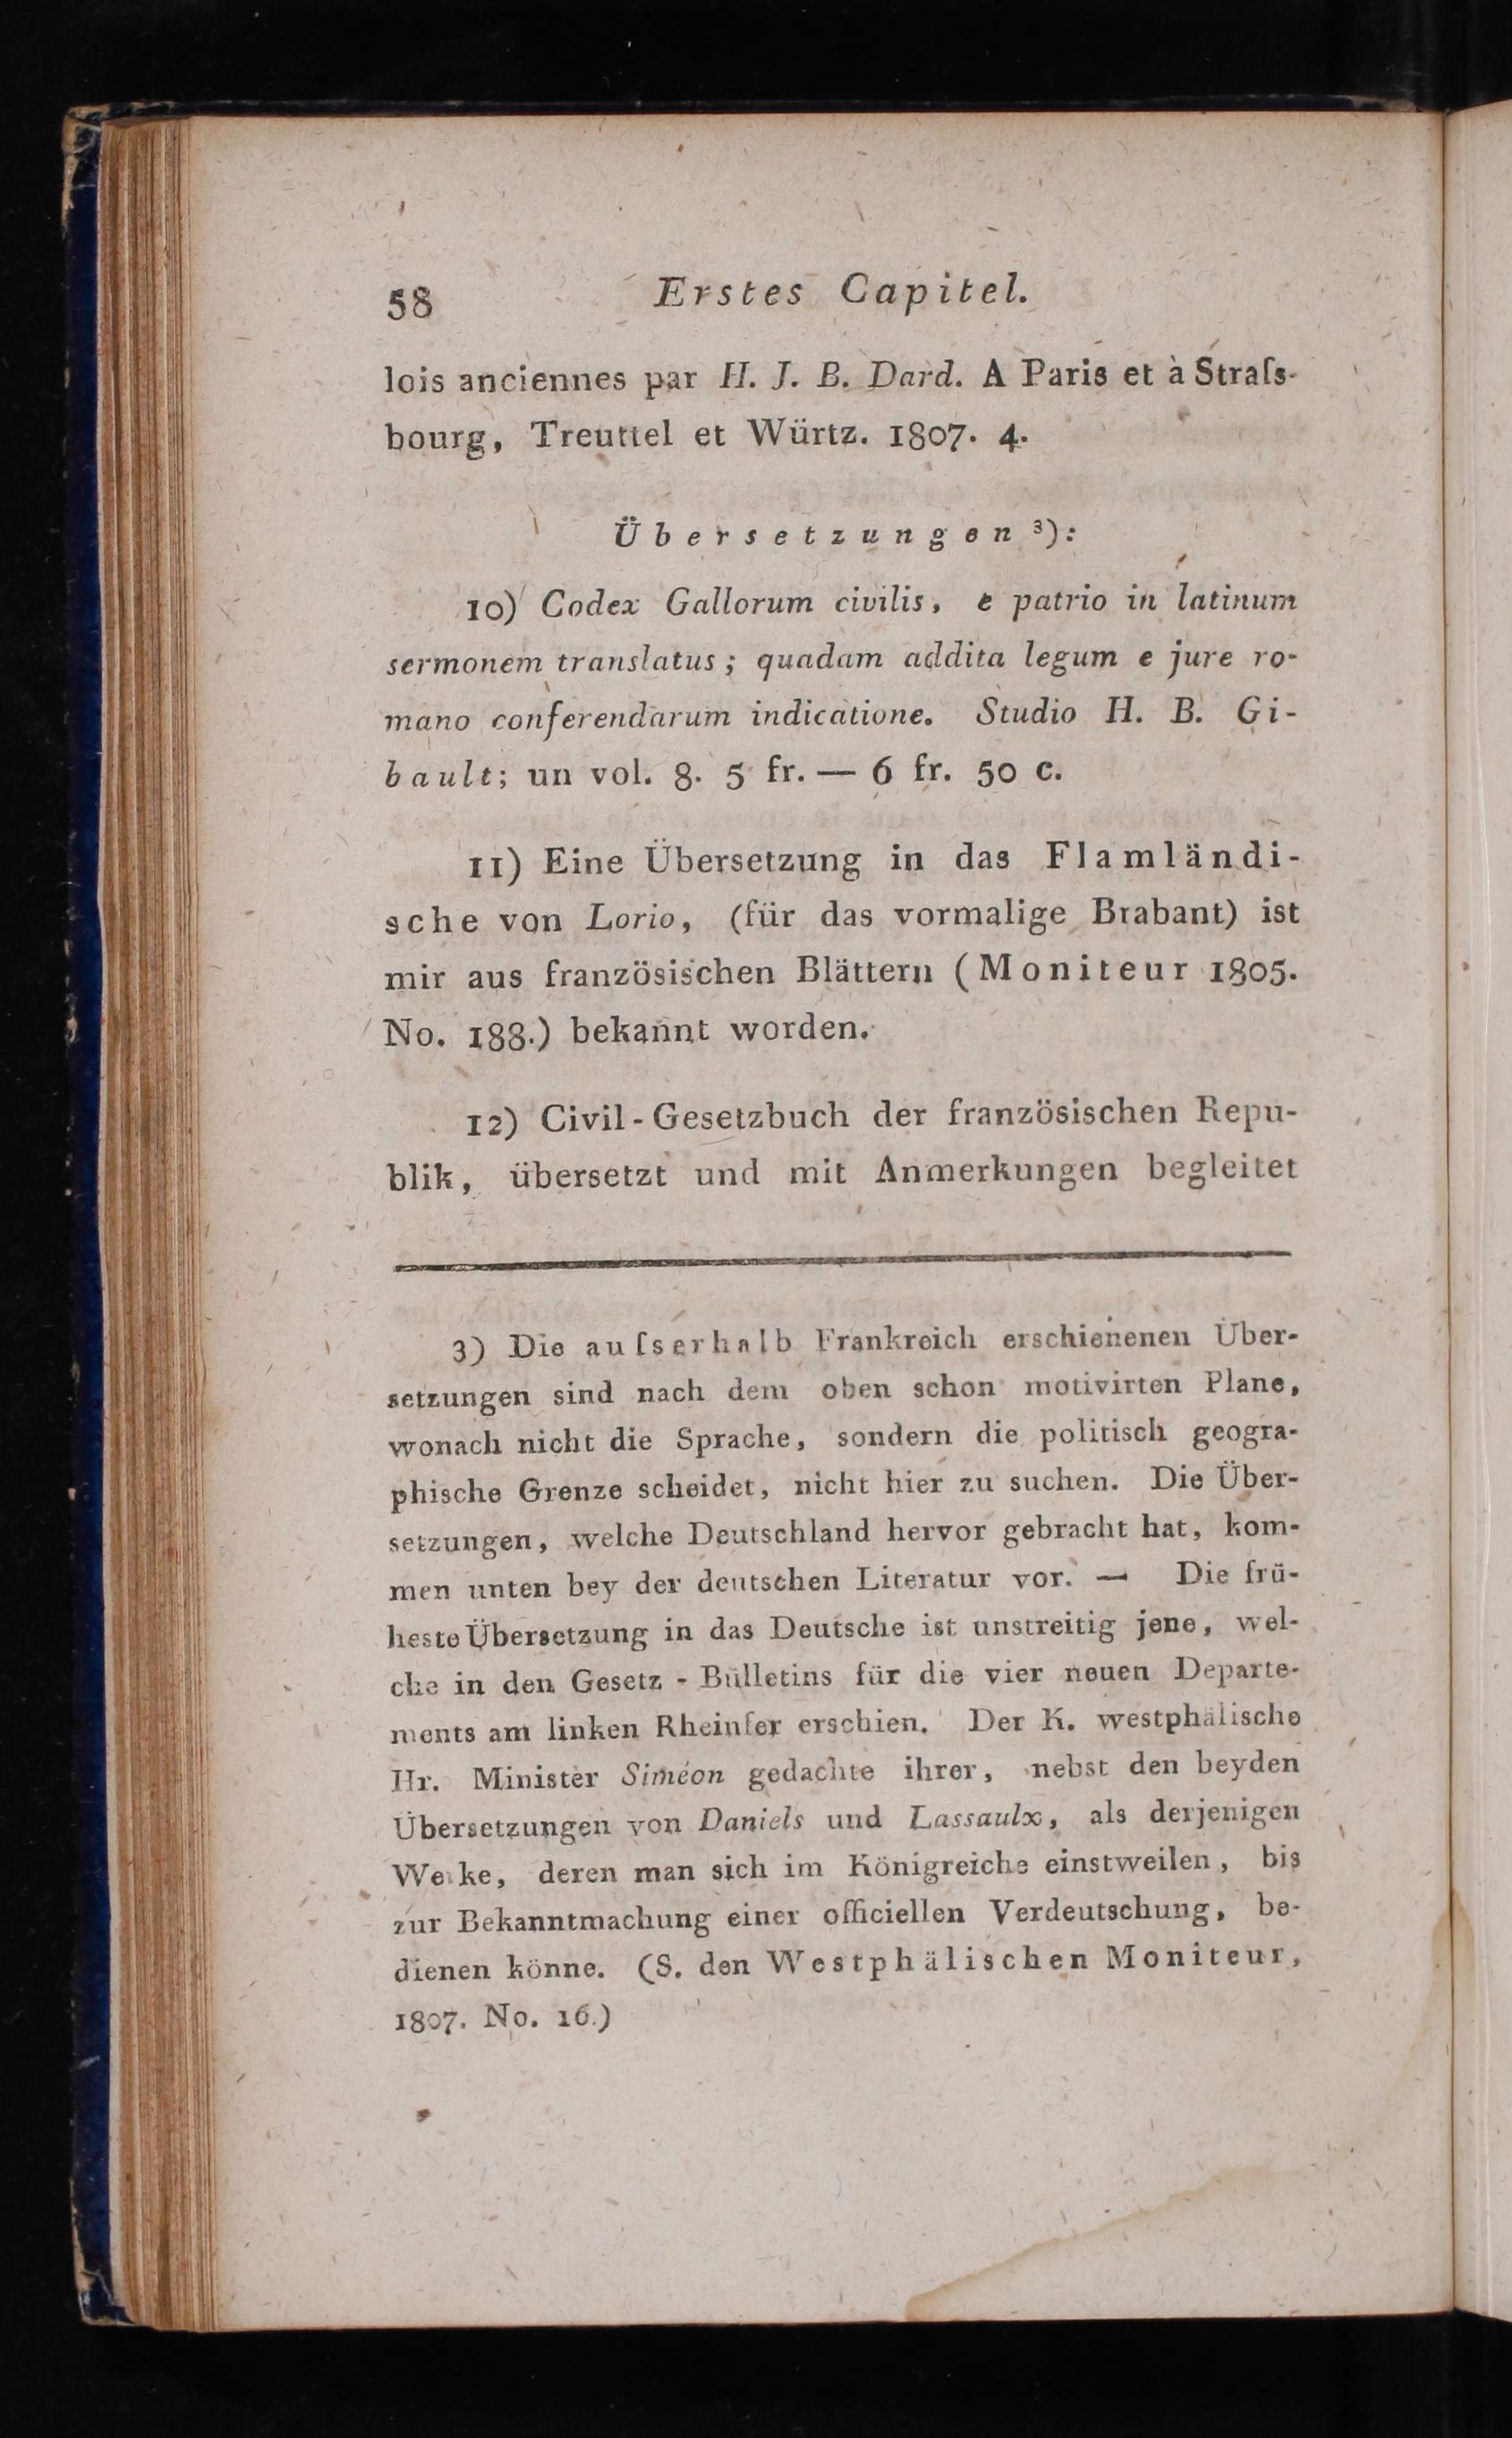 58 Erstes Capitel.
lois anciennes par H. J. B. Dard. A Paris et à Straſs-
bourg, Treuttel et Würtz. 1807. 4.
Übersetzungen ³):
10) Codex Gallorum civilis, e patrio in latinum
sermonem translatus; quadam addita legum e jure ro-
mano conferendarum indicatione. Studio H. B. Gi-
bault; un vol. 8. 5 fr. — 6 fr. 50 c.
11) Eine Übersetzung in das Flamländi-
sche von Lorio, (für das vormalige Brabant) ist
mir aus französischen Blättern (Moniteur 1805.
No. 188.) bekannt worden.
12) Civil-Gesetzbuch der französischen Repu-
blik, übersetzt und mit Anmerkungen begleitet
3) Die auſserhalb Frankreich erschienenen Über-
setzungen sind nach dem oben schon motivirten Plane,
wonach nicht die Sprache, sondern die politisch geogra-
phische Grenze scheidet, nicht hier zu suchen. Die Über-
setzungen, welche Deutschland hervor gebracht hat, kom-
men unten bey der deutschen Literatur vor. — Die frü-
heste Übersetzung in das Deutsche ist unstreitig jene, wel-
che in den Gesetz-Bülletins für die vier neuen Departe-
ments am linken Rheinufer erschien. Der K. westphälische
Hr. Minister Siméon gedachte ihrer, nebst den beyden
Übersetzungen von Daniels und Lassaulx, als derjenigen
Werke, deren man sich im Königreiche einstweilen, bis
zur Bekanntmachung einer officiellen Verdeutschung, be-
dienen könne. (S. den Westphälischen Moniteur,
1807. No. 16.)